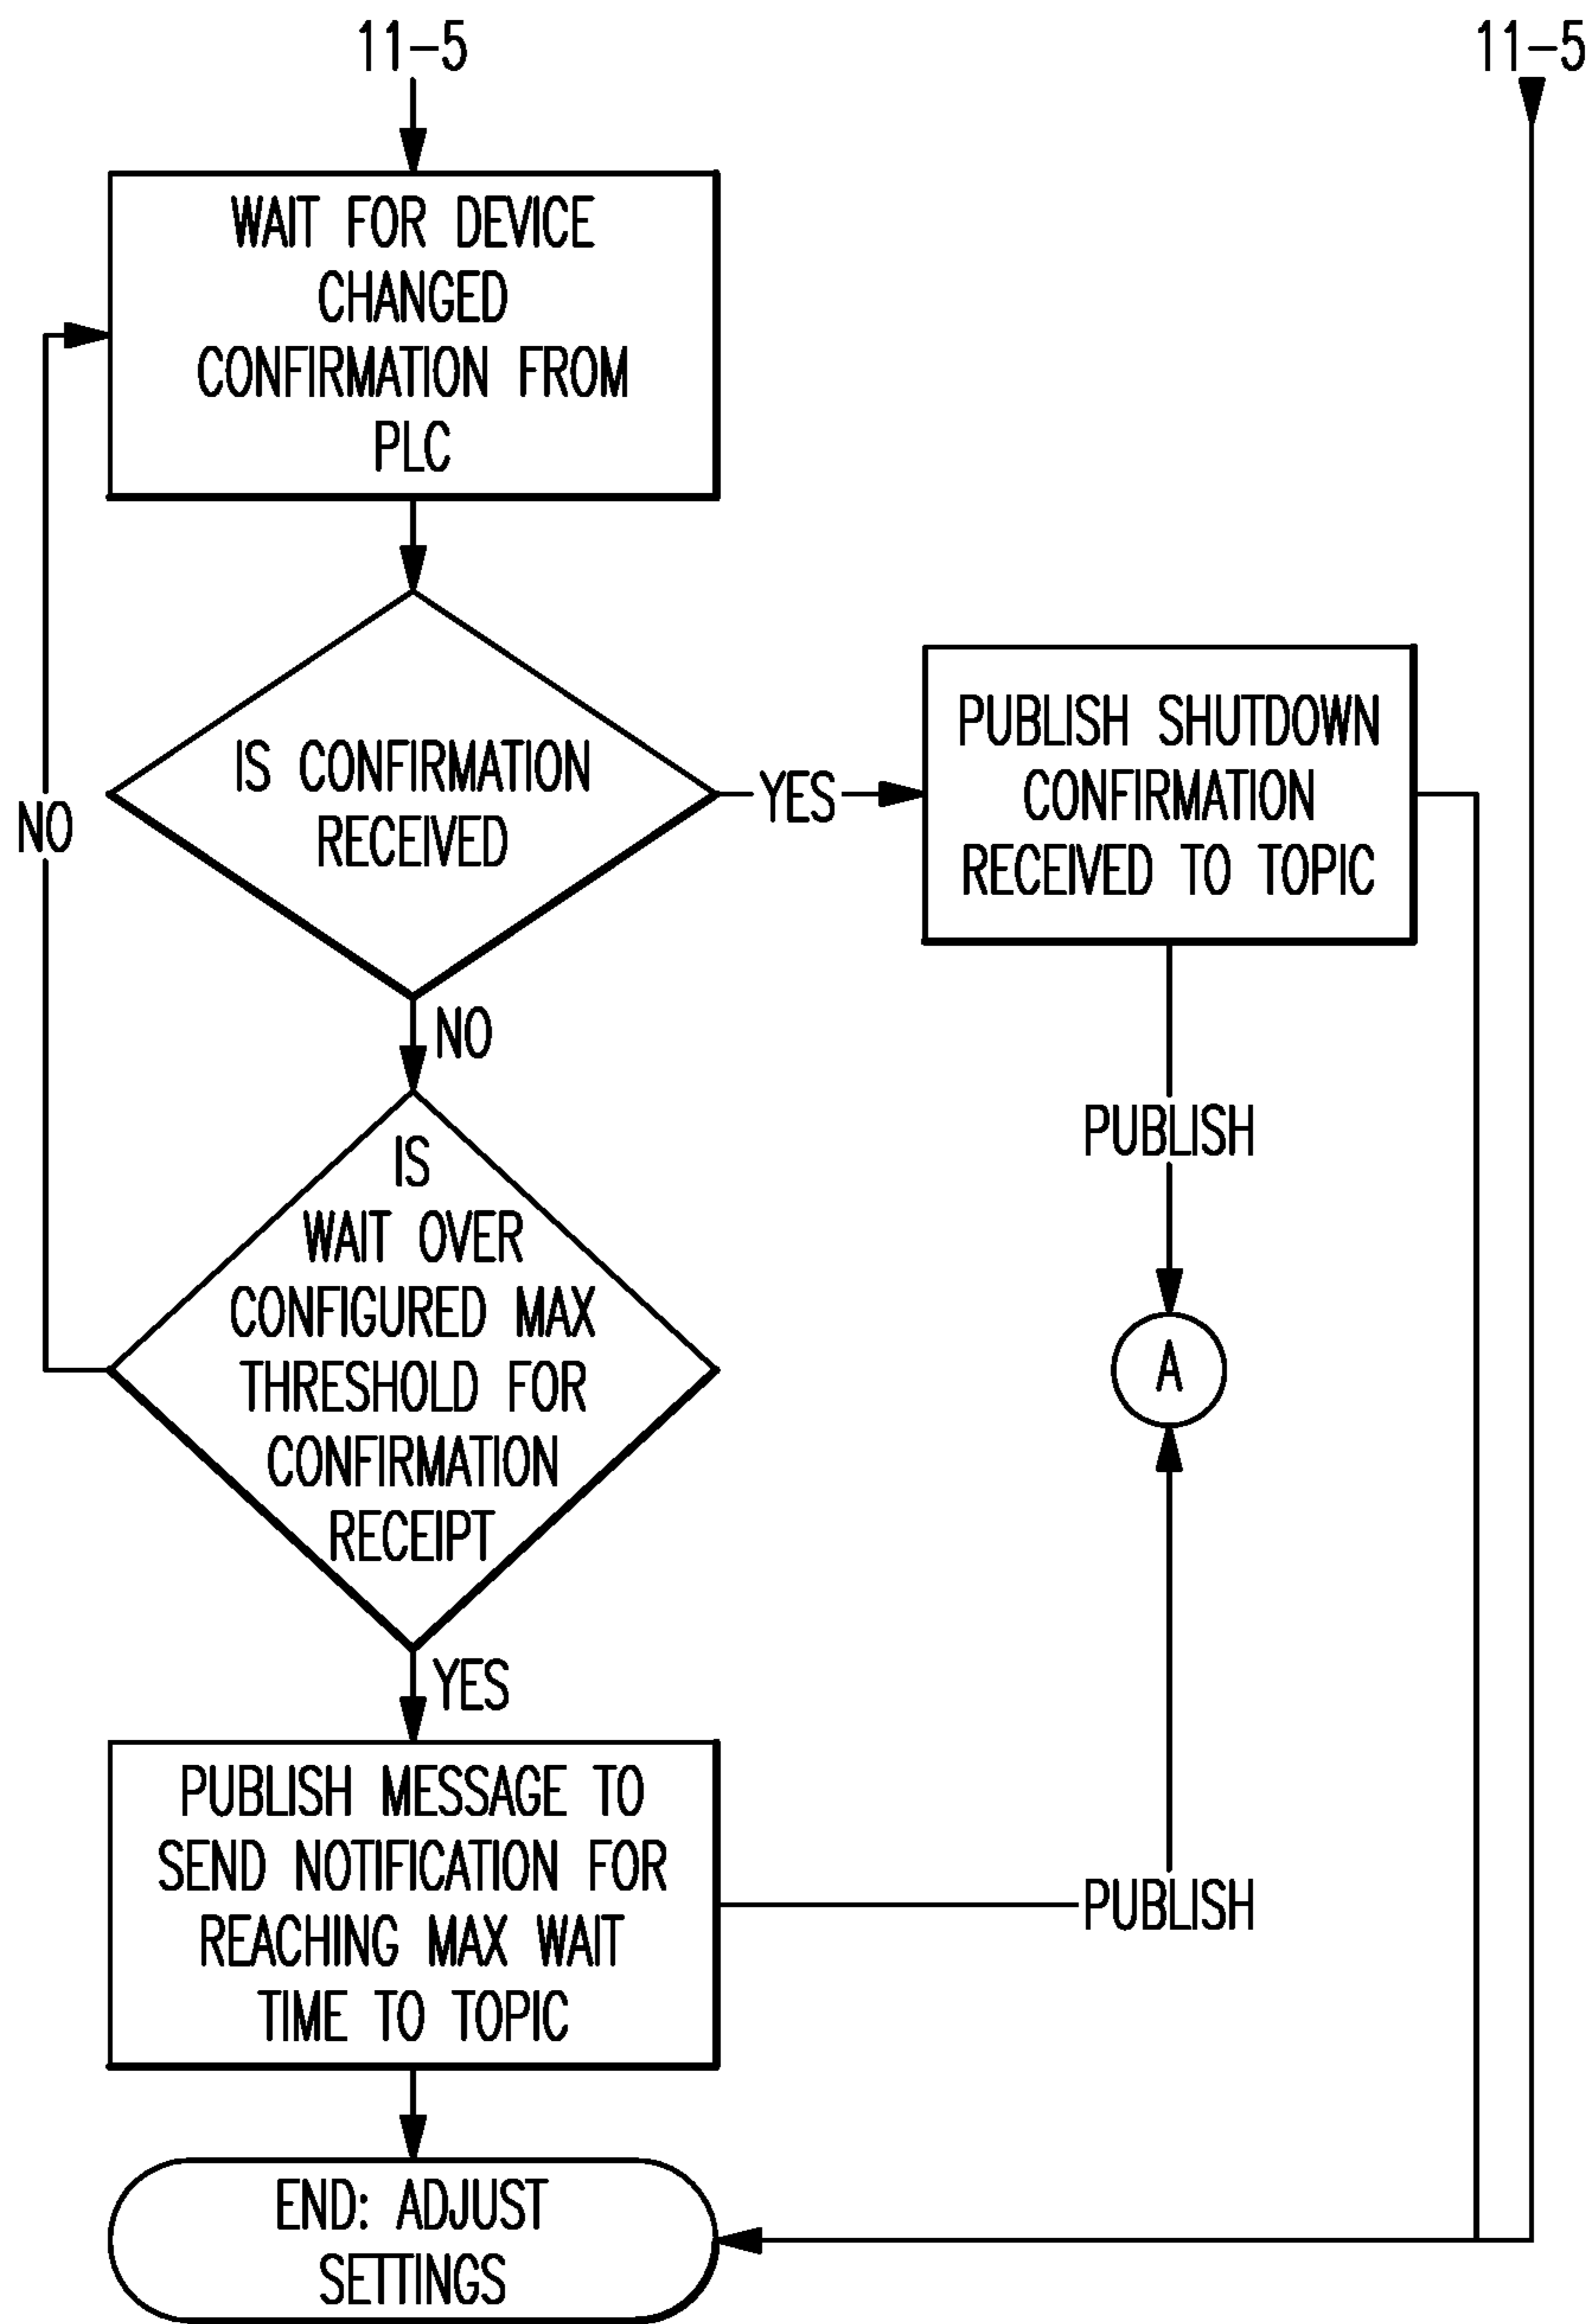 11-5
11-5
WAIT FOR DEVICE
CHANGED
CONFIRMATION FROM
PLC
IS CONFIRMATION
RECEIVED
YES
PUBLISH SHUTDOWN
CONFIRMATION
RECEIVED TO TOPIC
NO
NO
PUBLISH
IS
WAIT OVER
CONFIGURED MAX
THRESHOLD FOR
CONFIRMATION
RECEIPT
A
YES
PUBLISH MESSAGE TO
SEND NOTIFICATION FOR
REACHING MAX WAIT
TIME TO TOPIC
PUBLISH
END: ADJUST
SETTINGS